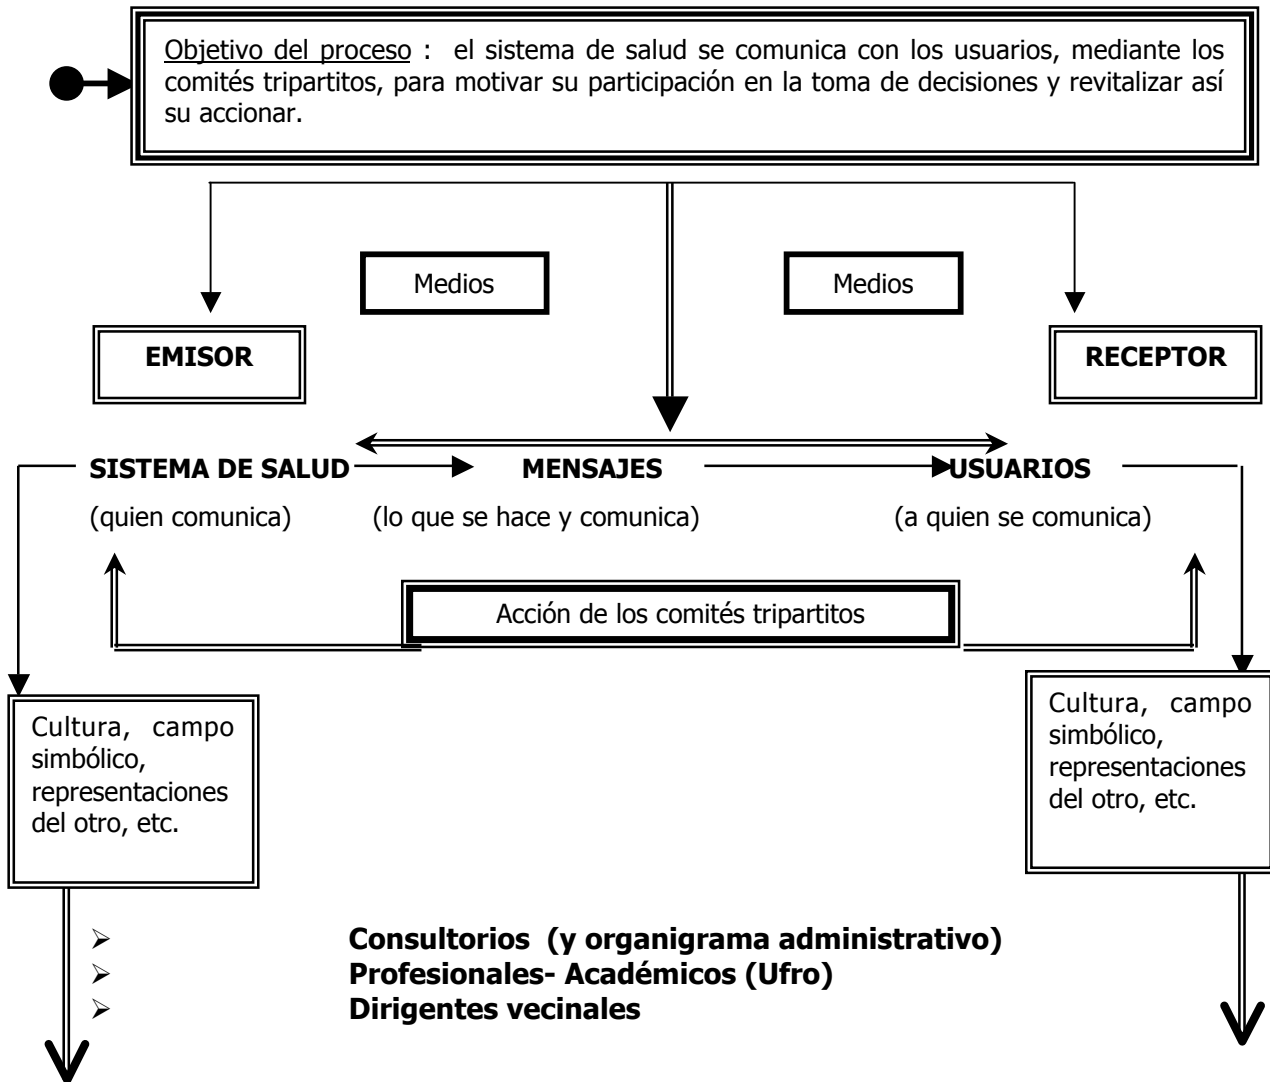 Objetivo del proceso : el sistema de salud se comunica con los usuarios, mediante los
comités tripartitos, para motivar su participación en la toma de decisiones y revitalizar así
su accionar.
Medios
Medios
EMISOR
RECEPTOR
SISTEMA DE SALUD
MENSAJES
USUARIOS
(quien comunica)
(lo que se hace y comunica)
(a quien se comunica)
Acción de los comités tripartitos
Cultura, campo
simbólico,
representaciones
del otro, etc.
Cultura, campo
simbólico,
representaciones
del otro, etc.
Consultorios (y organigrama administrativo)
Profesionales- Académicos (Ufro)
Dirigentes vecinales